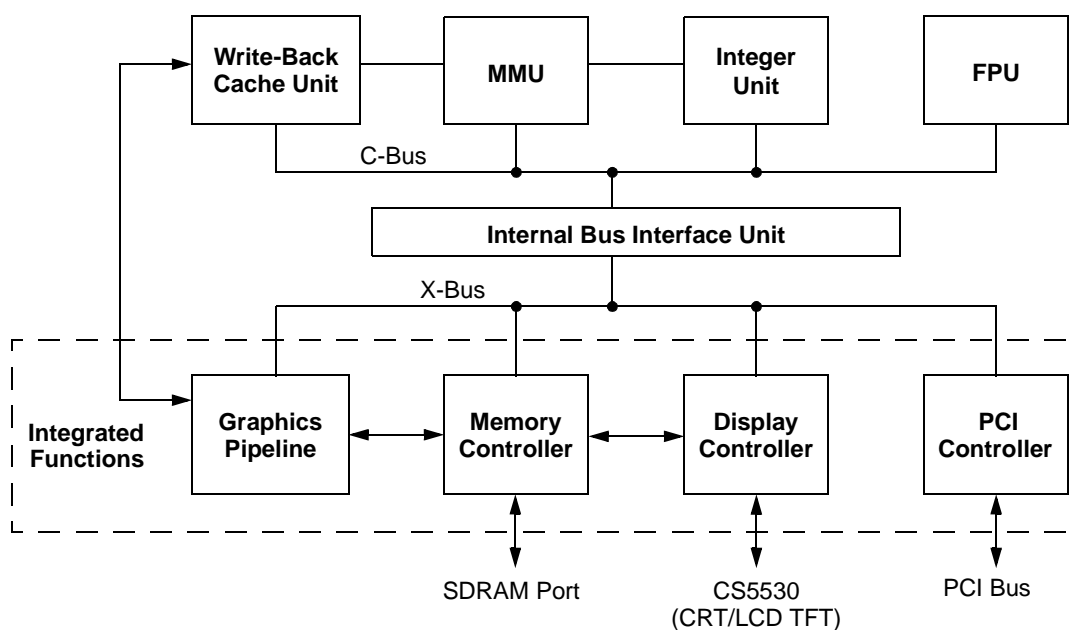 Write-Back
Cache Unit
MMU
Integer
Unit
FPU
C-Bus
Internal Bus Interface Unit
X-Bus
Integrated
Functions
Graphics
Pipeline
Memory
Controller
Display
Controller
PCI
Controller
SDRAM Port
CS5530
(CRT/LCD TFT)
PCI Bus